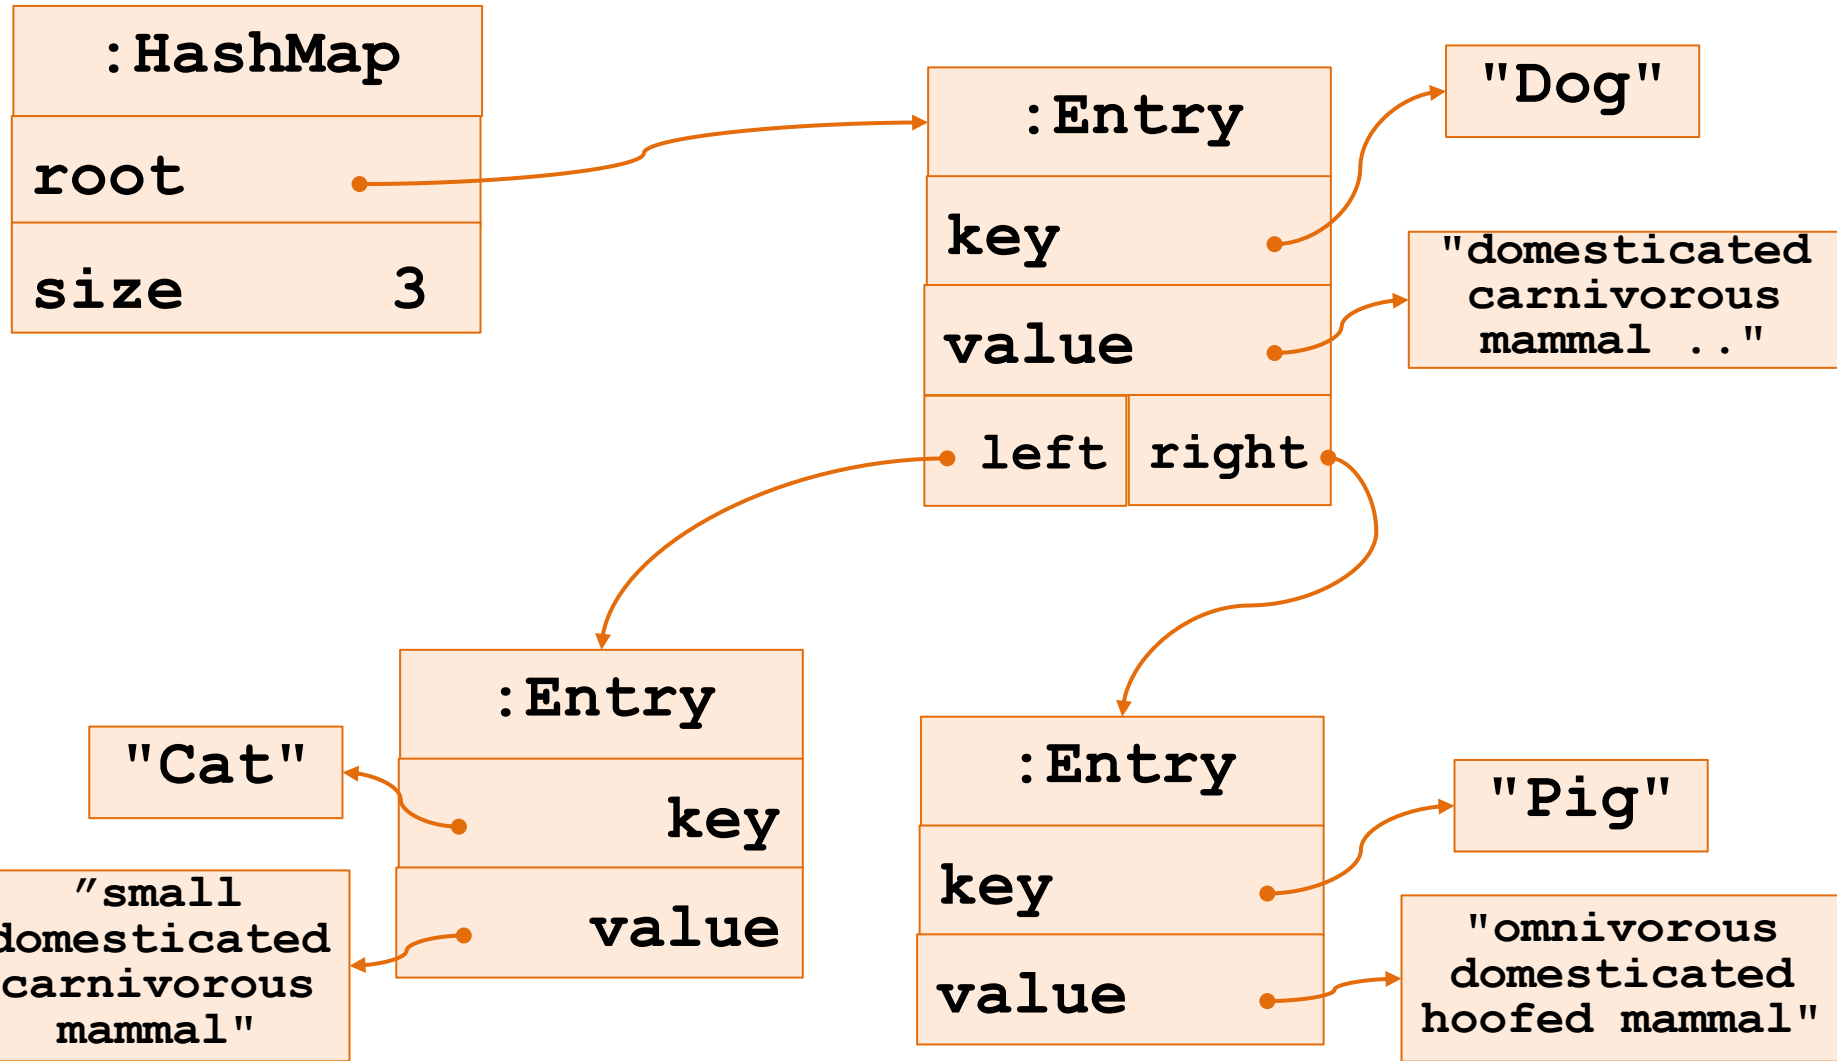 :HashMap
root
size 3
:Entry
key
value
left right
"Dog"
"domesticated
carnivorous
mammal .."
:Entry
key
value
"Cat"
″small
domesticated
carnivorous
mammal"
:Entry
key
value
"Pig"
"omnivorous
domesticated
hoofed mammal"